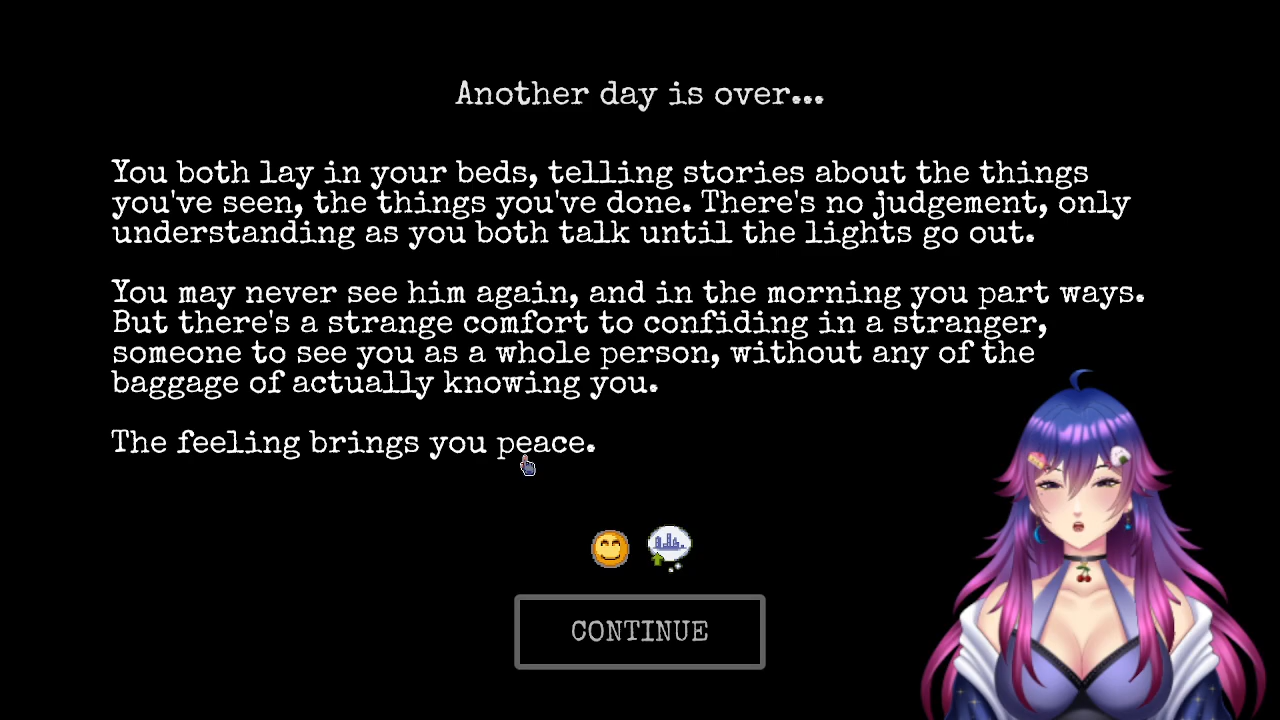 Another day is over...
You both lay in your beds, telling stories about the things
you've seen, the things you've done. There's no judgement, only
understanding as you both talk until the lights go out.
You may never see him again, and in the morning you part ways.
But there's a strange comfort to confiding in a stranger,
someone to see you as a whole person, without any of the
baggage of actually knowing you.
The feeling brings you peace.
CONTINUE